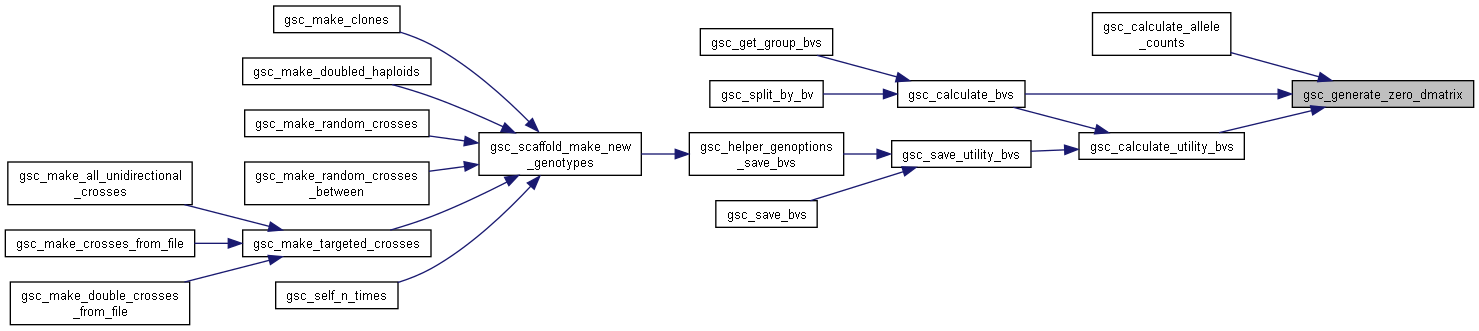 gsc_make_clones
gsc_make_doubled_haploids
gsc_make_random_crosses
gsc_make_random_crosses
_between
gsc_make_all_unidirectional
_crosses
gsc_make_crosses_from_file
gsc_make_double_crosses
_from_file
gsc_make_targeted_crosses
gsc_self_n_times
gsc_scaffold_make_new
_genotypes
gsc_helper_genoptions
_save_bvs
gsc_get_group_bvs
gsc_split_by_bv
gsc_save_bvs
gsc_calculate_bvs
gsc_save_utility_bvs
gsc_calculate_allele
_counts
gsc_calculate_utility_bvs
gsc_generate_zero_dmatrix